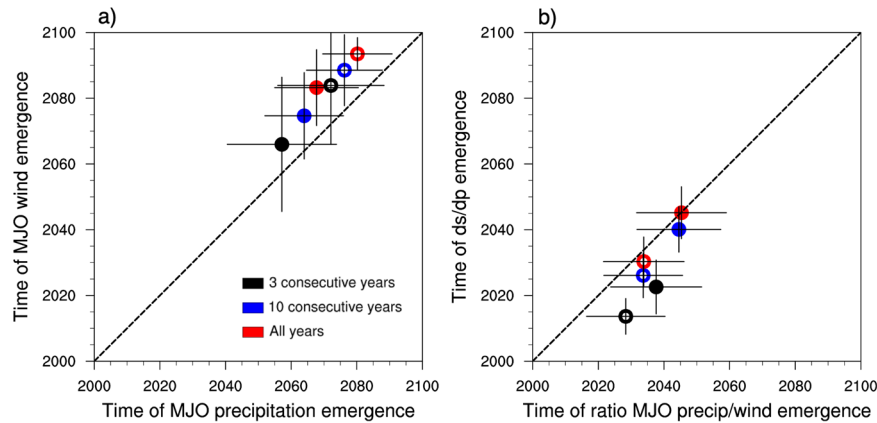 a)
2100
2080
2060
2040
2020
2000
Time of MJO wind emergence
3 consecutive years
10 consecutive years
All years
2000 2020 2040 2060 2080 2100
Time of MJO precipitation emergence
b)
2100
2080
2060
2040
2020
2000
Time of ds/dp emergence
2000 2020 2040 2060 2080 2100
Time of ratio MJO precip/wind emergence